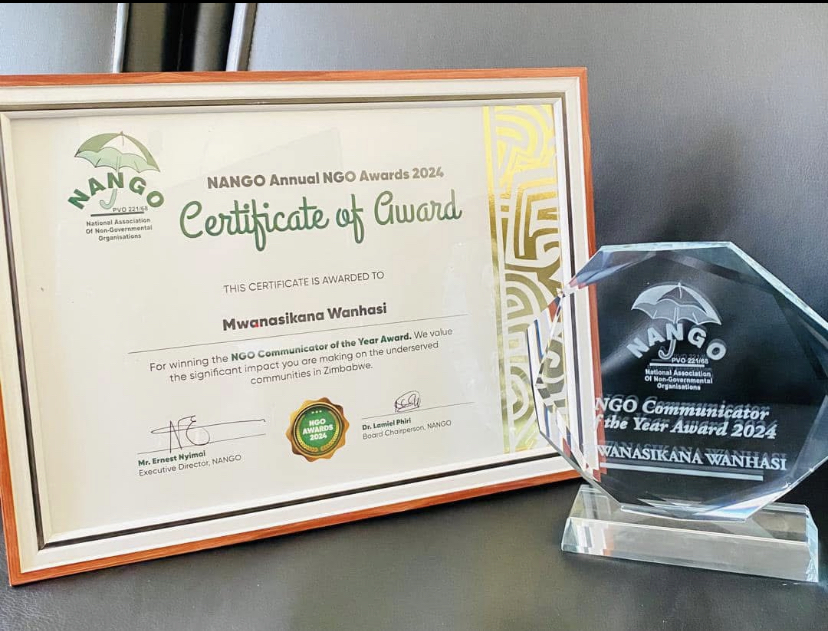 NANGO
PVO 221/68
National Association
Of Non-Governmental
Organisations
NANGO Annual NGO Awards 2024
Certificate of Award
THIS CERTIFICATE IS AWARDED TO
Mwanasikana Wanhasi
For winning the NGO Communicator of the Year Award. We value
the significant impact you are making on the underserved
communities in Zimbabwe.
Mr. Ernest Nyimai
Executive Director, NANGO
NGO
AWARDS
2024
Dr. Lamiel Phiri
Board Chairperson, NANGO
NANGO
PVO 221/68
National Association
Of Non-Governmental
Organisations
NGO Communicator
of the Year Award 2024
WANASIKANA WANHASI